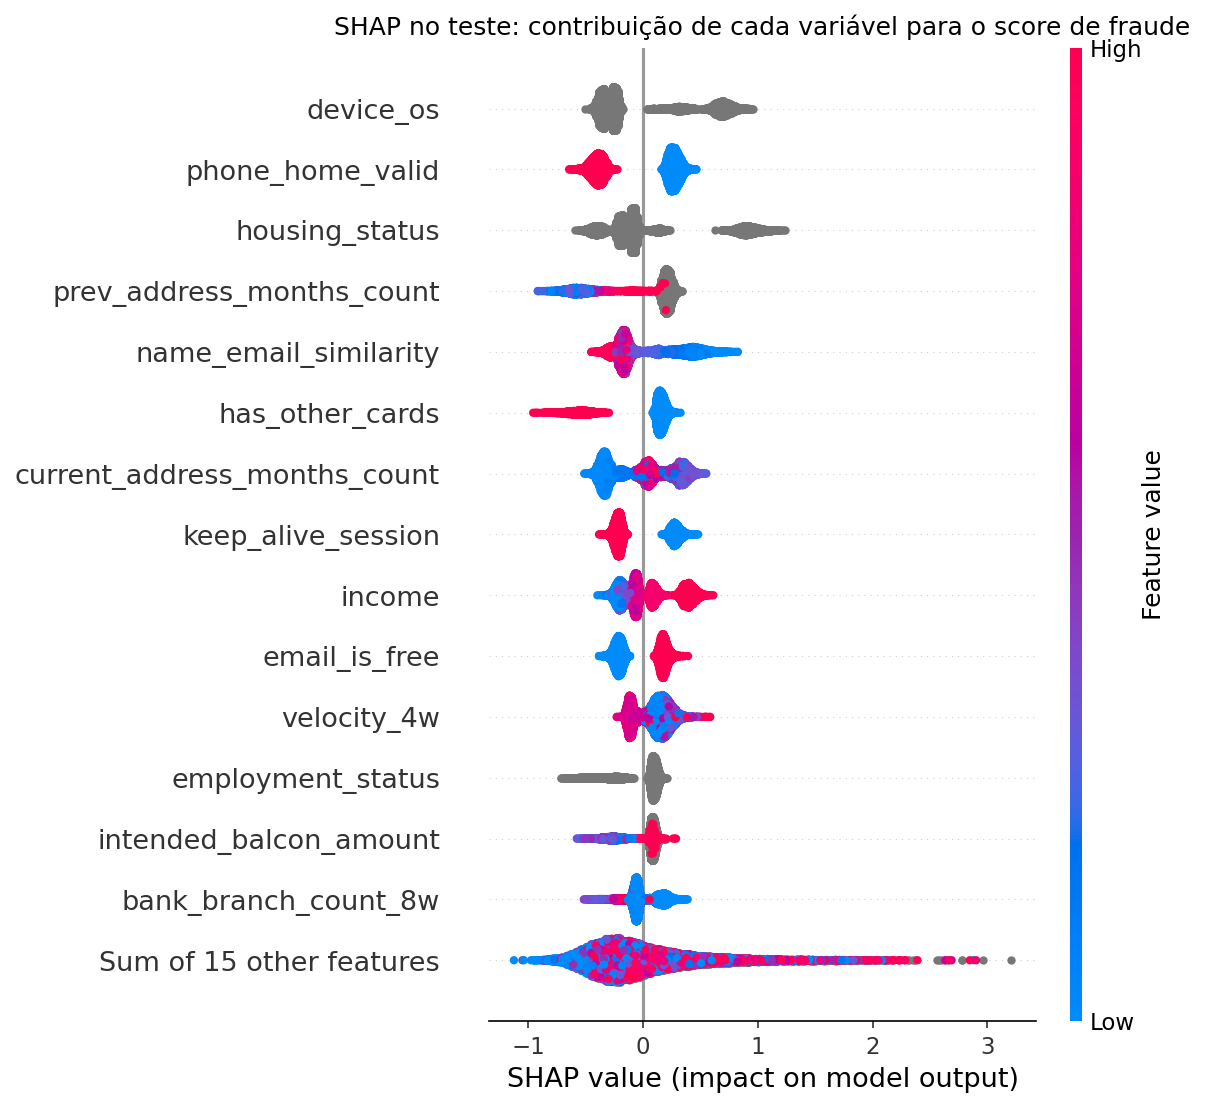 SHAP no teste: contribuição de cada variável para o score de fraude
High
device_os
phone_home_valid
housing_status
prev_address_months_count
name_email_similarity
has_other_cards
current_address_months_count
keep_alive_session
income
email_is_free
velocity_4w
employment_status
intended_balcon_amount
bank_branch_count_8w
Sum of 15 other features
Feature value
Low
−1 0 1 2 3
SHAP value (impact on model output)